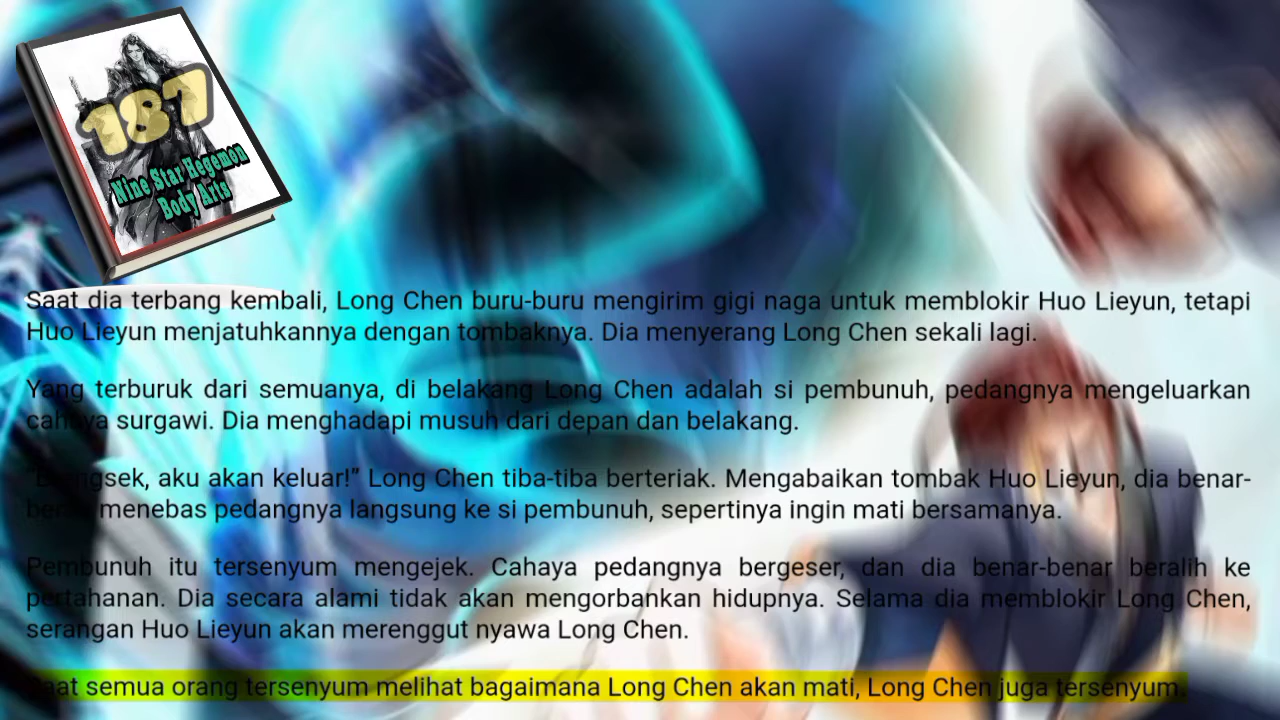 187
Nine Star Hegemon
Body Arts
Saat dia terbang kembali, Long Chen buru-buru mengirim gigi naga untuk memblokir Huo Lieyun, tetapi
Huo Lieyun menjatuhkannya dengan tombaknya. Dia menyerang Long Chen sekali lagi.
Yang terburuk dari semuanya, di belakang Long Chen adalah si pembunuh, pedangnya mengeluarkan
cahaya surgawi. Dia menghadapi musuh dari depan dan belakang.
“Brengsek, aku akan keluar!” Long Chen tiba-tiba berteriak. Mengabaikan tombak Huo Lieyun, dia benar-
benar menebas pedangnya langsung ke si pembunuh, sepertinya ingin mati bersamanya.
Pembunuh itu tersenyum mengejek. Cahaya pedangnya bergeser, dan dia benar-benar beralih ke
pertahanan. Dia secara alami tidak akan mengorbankan hidupnya. Selama dia memblokir Long Chen,
serangan Huo Lieyun akan merenggut nyawa Long Chen.
Saat semua orang tersenyum melihat bagaimana Long Chen akan mati, Long Chen juga tersenyum.